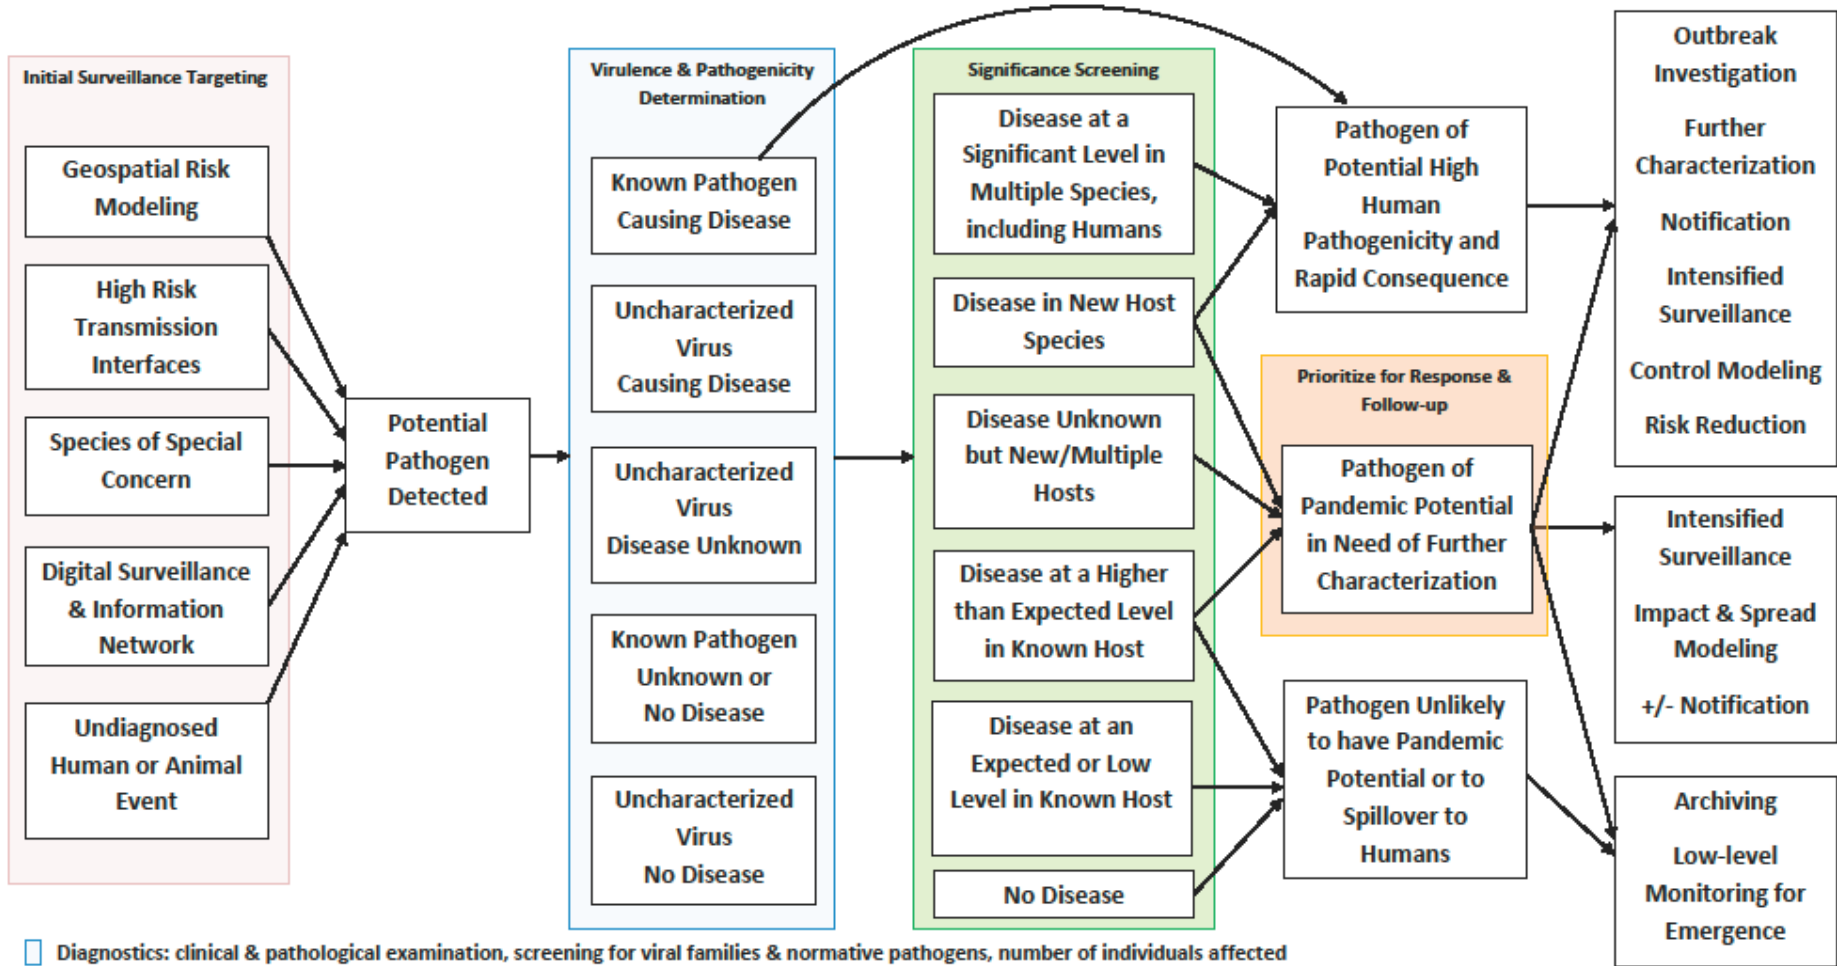 Initial Surveillance Targeting
Geospatial Risk
Modeling
High Risk
Transmission
Interfaces
Species of Special
Concern
Digital Surveillance
& Information
Network
Undiagnosed
Human or Animal
Event
Potential
Pathogen
Detected
Virulence & Pathogenicity
Determination
Known Pathogen
Causing Disease
Uncharacterized
Virus
Causing Disease
Uncharacterized
Virus
Disease Unknown
Known Pathogen
Unknown or
No Disease
Uncharacterized
Virus
No Disease
Significance Screening
Disease at a
Significant Level in
Multiple Species,
including Humans
Disease in New Host
Species
Disease Unknown
but New/Multiple
Hosts
Disease at a Higher
than Expected Level
in Known Host
Disease at an
Expected or Low
Level in Known Host
No Disease
Pathogen of
Potential High
Human
Pathogenicity and
Rapid Consequence
Prioritize for Response &
Follow-up
Pathogen of
Pandemic Potential
in Need of Further
Characterization
Pathogen Unlikely
to have Pandemic
Potential or to
Spillover to
Humans
Outbreak
Investigation
Further
Characterization
Notification
Intensified
Surveillance
Control Modeling
Risk Reduction
Intensified
Surveillance
Impact & Spread
Modeling
+/- Notification
Archiving
Low-level
Monitoring for
Emergence
Diagnostics: clinical & pathological examination, screening for viral families & normative pathogens, number of individuals affected